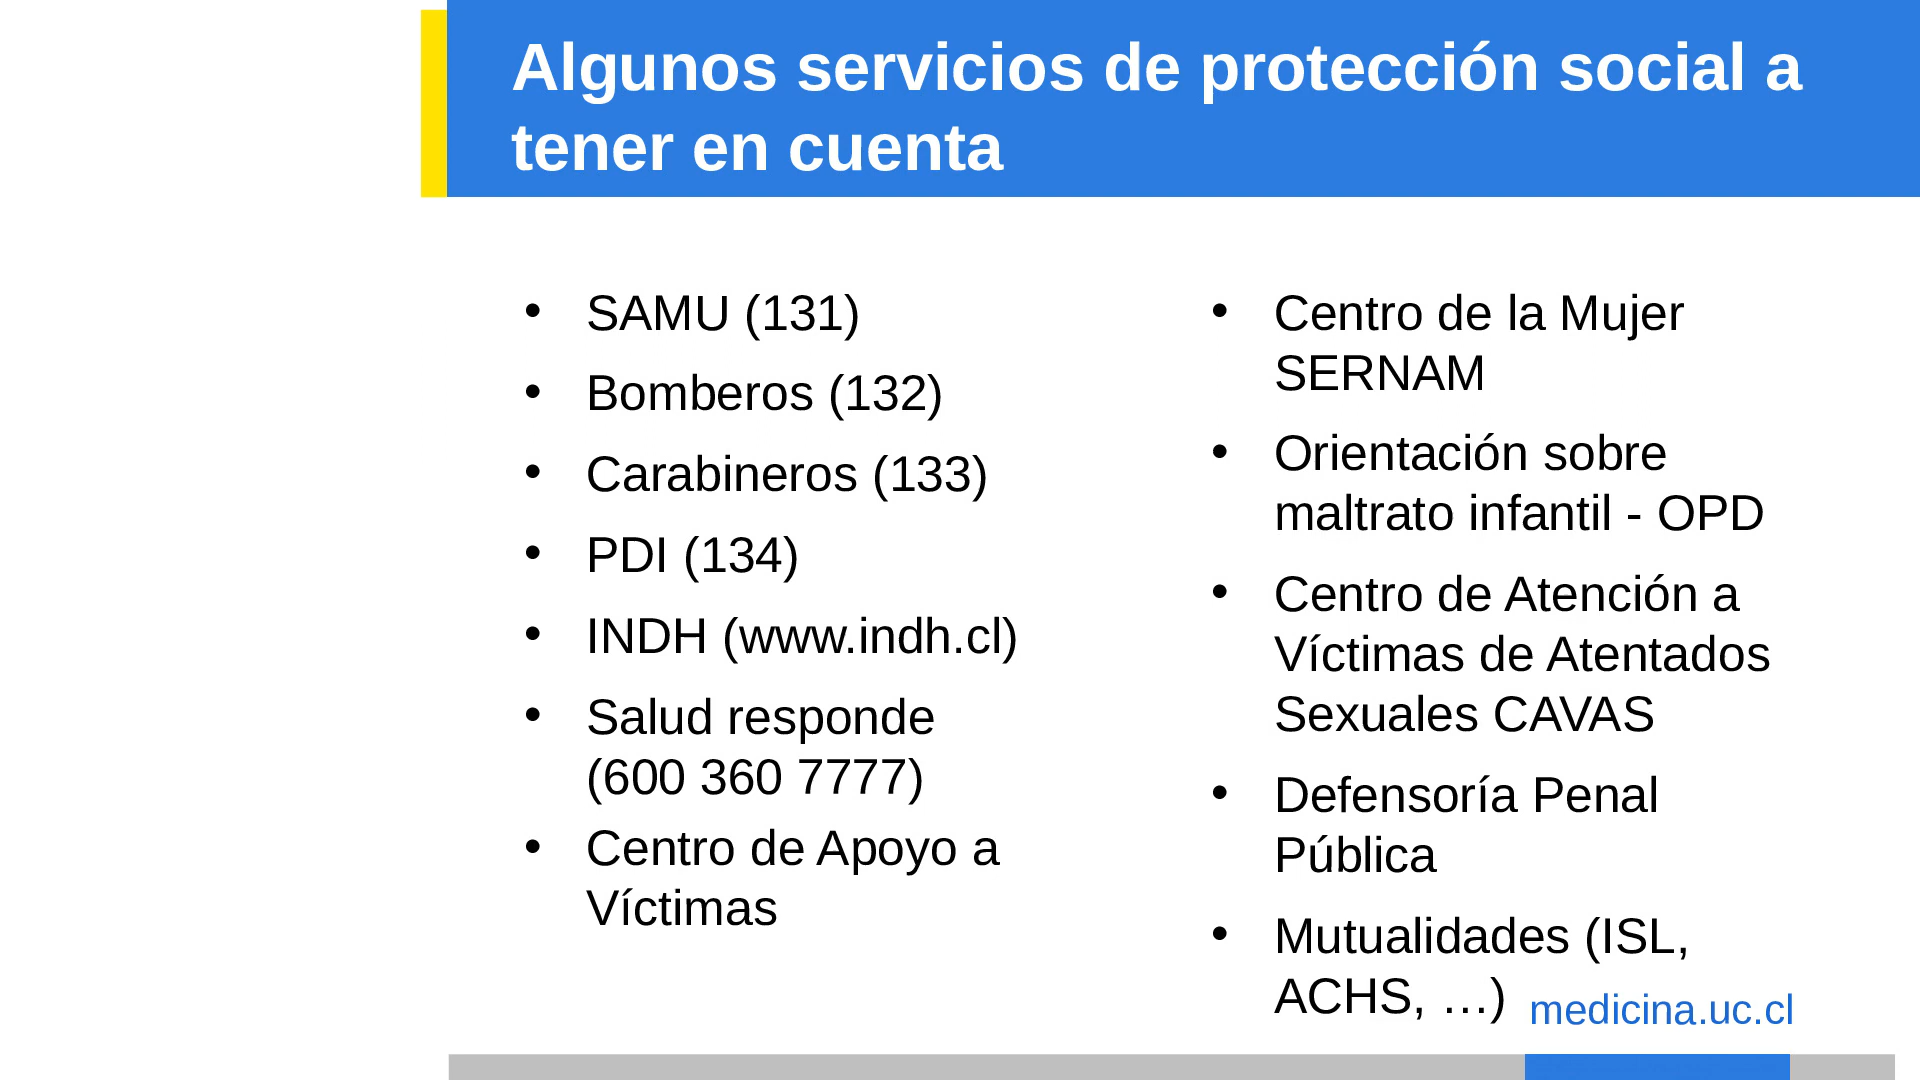 Algunos servicios de protección social a
tener en cuenta
• SAMU (131)
• Bomberos (132)
• Carabineros (133)
• PDI (134)
• INDH (www.indh.cl)
• Salud responde
(600 360 7777)
• Centro de Apoyo a
Víctimas
• Centro de la Mujer
SERNAM
• Orientación sobre
maltrato infantil - OPD
• Centro de Atención a
Víctimas de Atentados
Sexuales CAVAS
• Defensoría Penal
Pública
• Mutualidades (ISL,
ACHS, …)
medicina.uc.cl